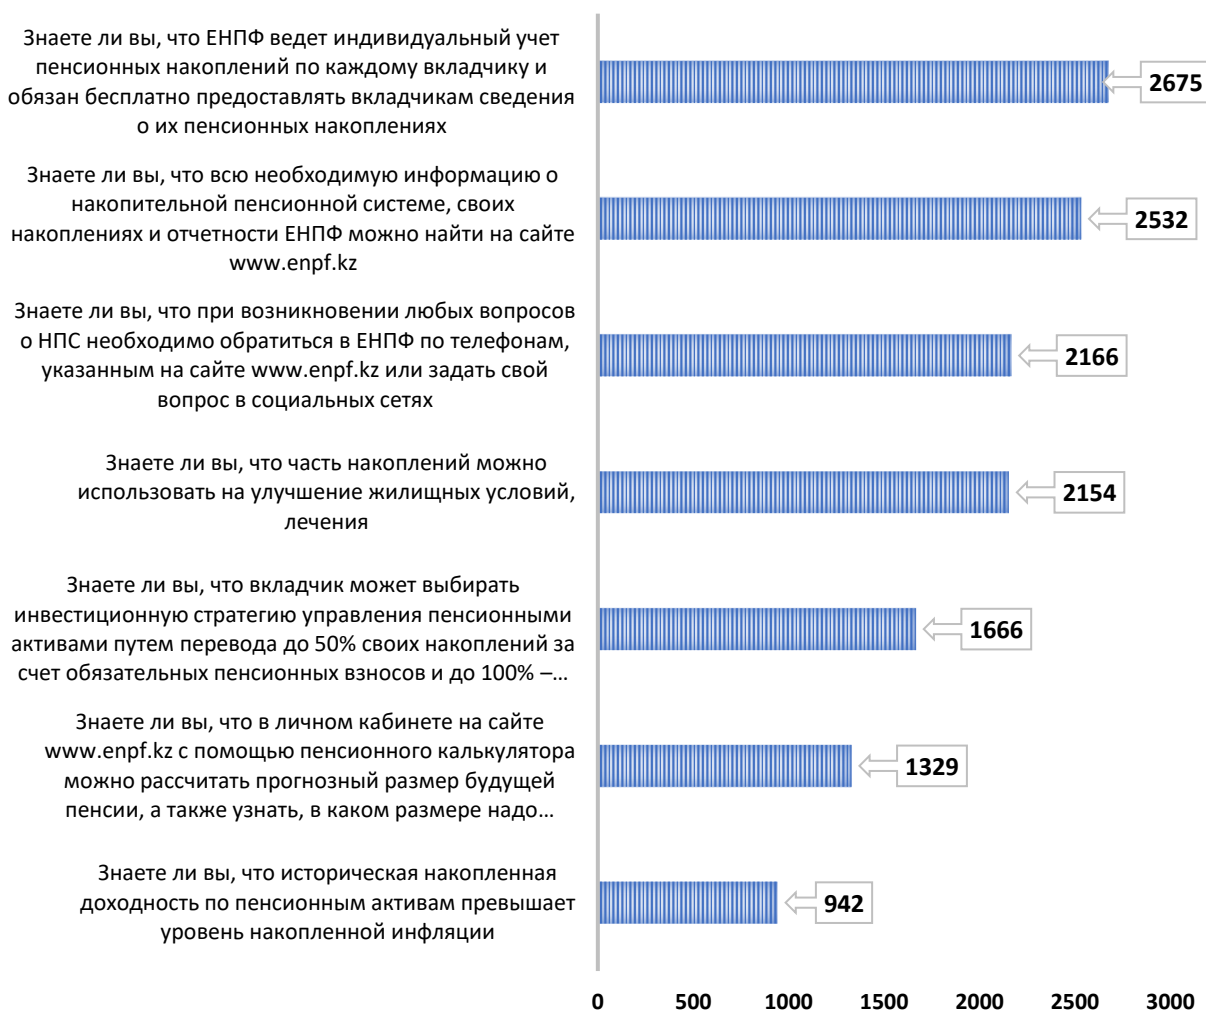 Знаете ли вы, что ЕНПФ ведет индивидуальный учет
пенсионных накоплений по каждому вкладчику и
обязан бесплатно предоставлять вкладчикам сведения
о их пенсионных накоплениях
2675
Знаете ли вы, что всю необходимую информацию о
накопительной пенсионной системе, своих
накоплениях и отчетности ЕНПФ можно найти на сайте
www.enpf.kz
2532
Знаете ли вы, что при возникновении любых вопросов
о НПС необходимо обратиться в ЕНПФ по телефонам,
указанным на сайте www.enpf.kz или задать свой
вопрос в социальных сетях
2166
Знаете ли вы, что часть накоплений можно
использовать на улучшение жилищных условий,
лечения
2154
Знаете ли вы, что вкладчик может выбирать
инвестиционную стратегию управления пенсионными
активами путем перевода до 50% своих накоплений за
счет обязательных пенсионных взносов и до 100% –...
1666
Знаете ли вы, что в личном кабинете на сайте
www.enpf.kz с помощью пенсионного калькулятора
можно рассчитать прогнозный размер будущей
пенсии, а также узнать, в каком размере надо...
1329
Знаете ли вы, что историческая накопленная
доходность по пенсионным активам превышает
уровень накопленной инфляции
942
0 500 1000 1500 2000 2500 3000